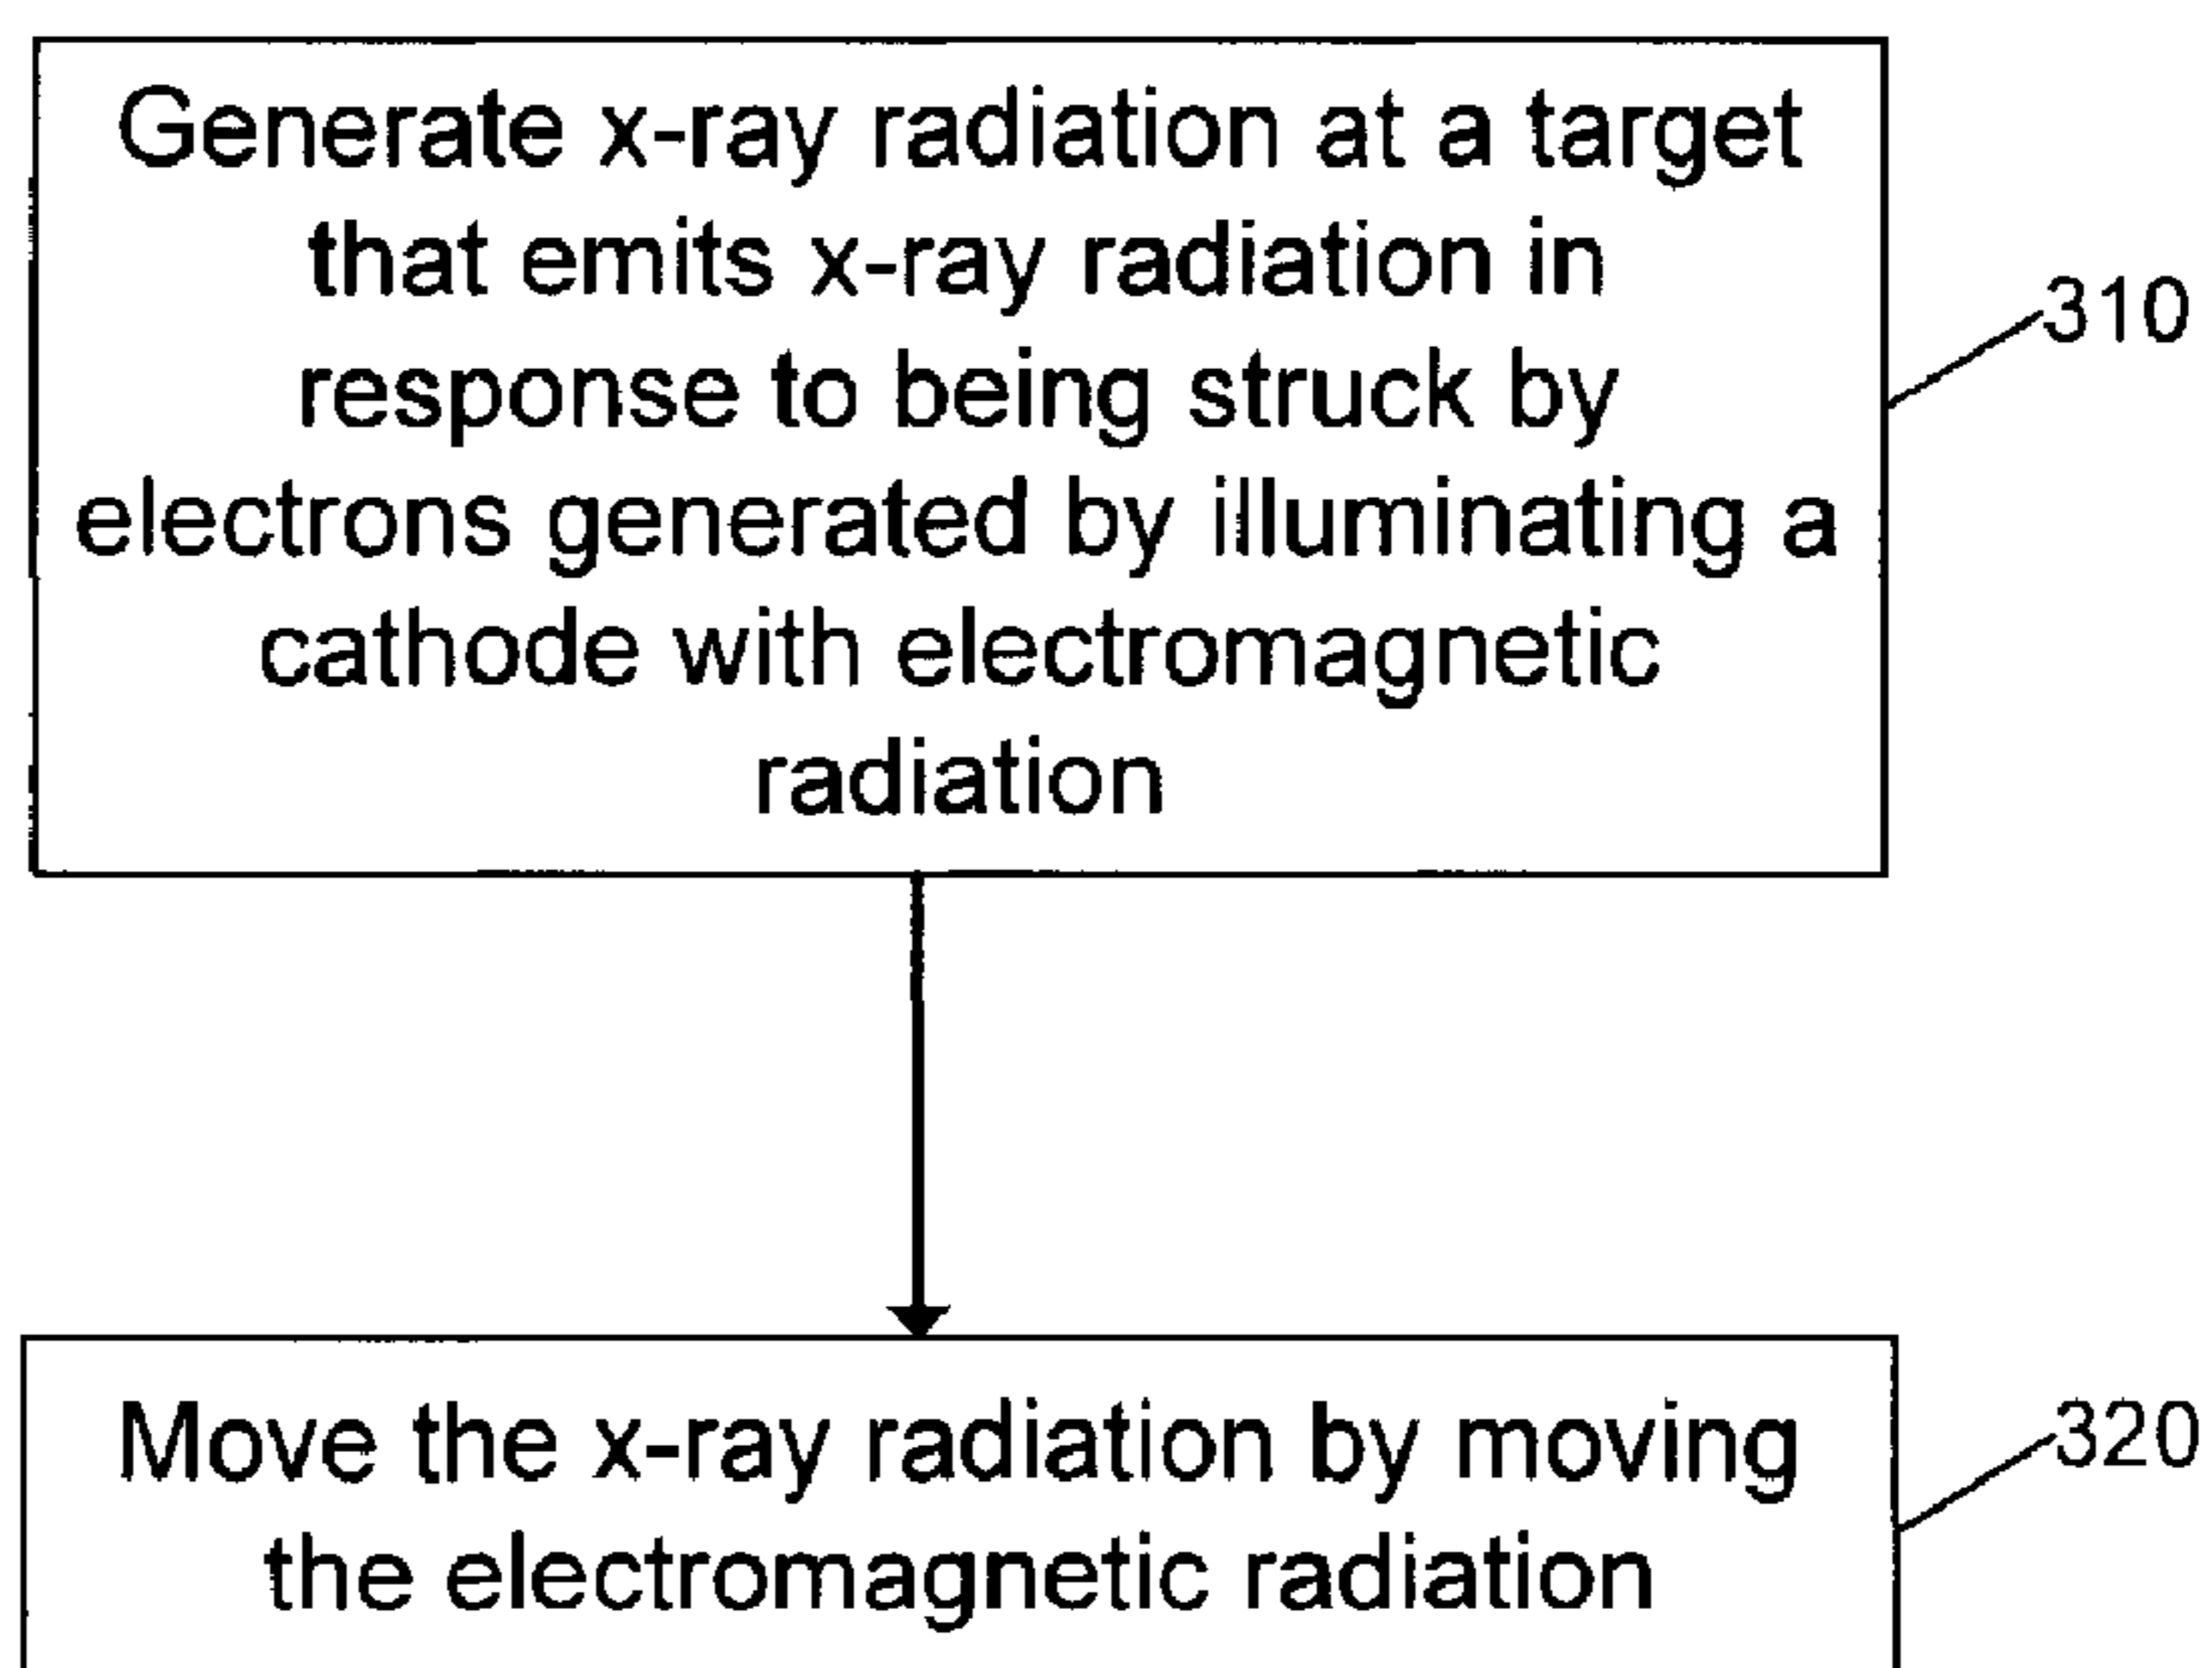 Generate x-ray radiation at a target
that emits x-ray radiation in
response to being struck by
electrons generated by illuminating a
cathode with electromagnetic
radiation
310
Move the x-ray radiation by moving
the electromagnetic radiation
320